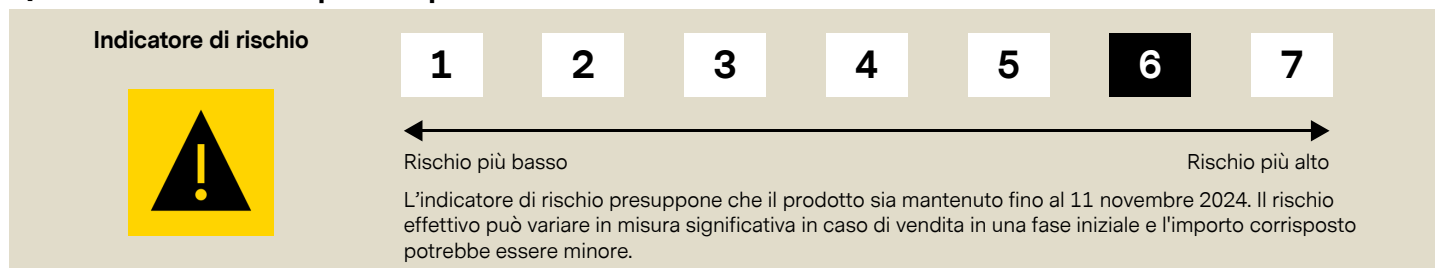 Indicatore di rischio
1 2 3 4 5 6 7
Rischio più basso Rischio più alto
L'indicatore di rischio presuppone che il prodotto sia mantenuto fino al 11 novembre 2024. Il rischio
effettivo può variare in misura significativa in caso di vendita in una fase iniziale e l'importo corrisposto
potrebbe essere minore.